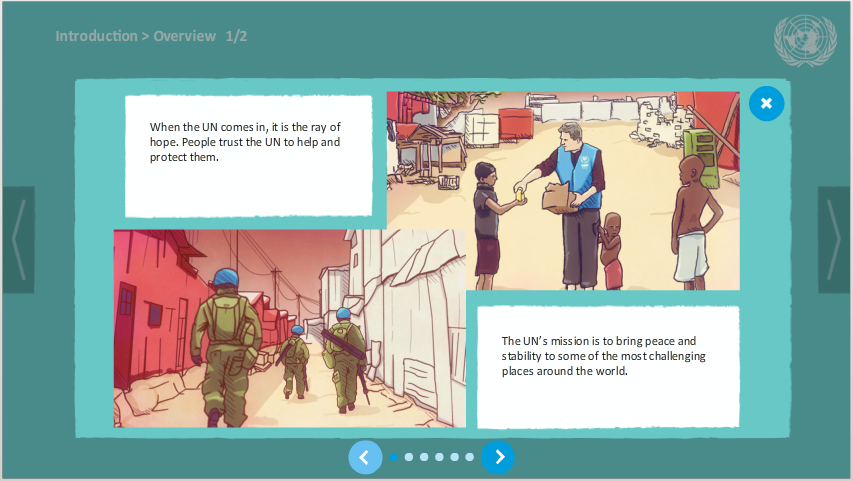 Introduction > Overview 1/2
When the UN comes in, it is the ray of
hope. People trust the UN to help and
protect them.
The UN’s mission is to bring peace and
stability to some of the most challenging
places around the world.